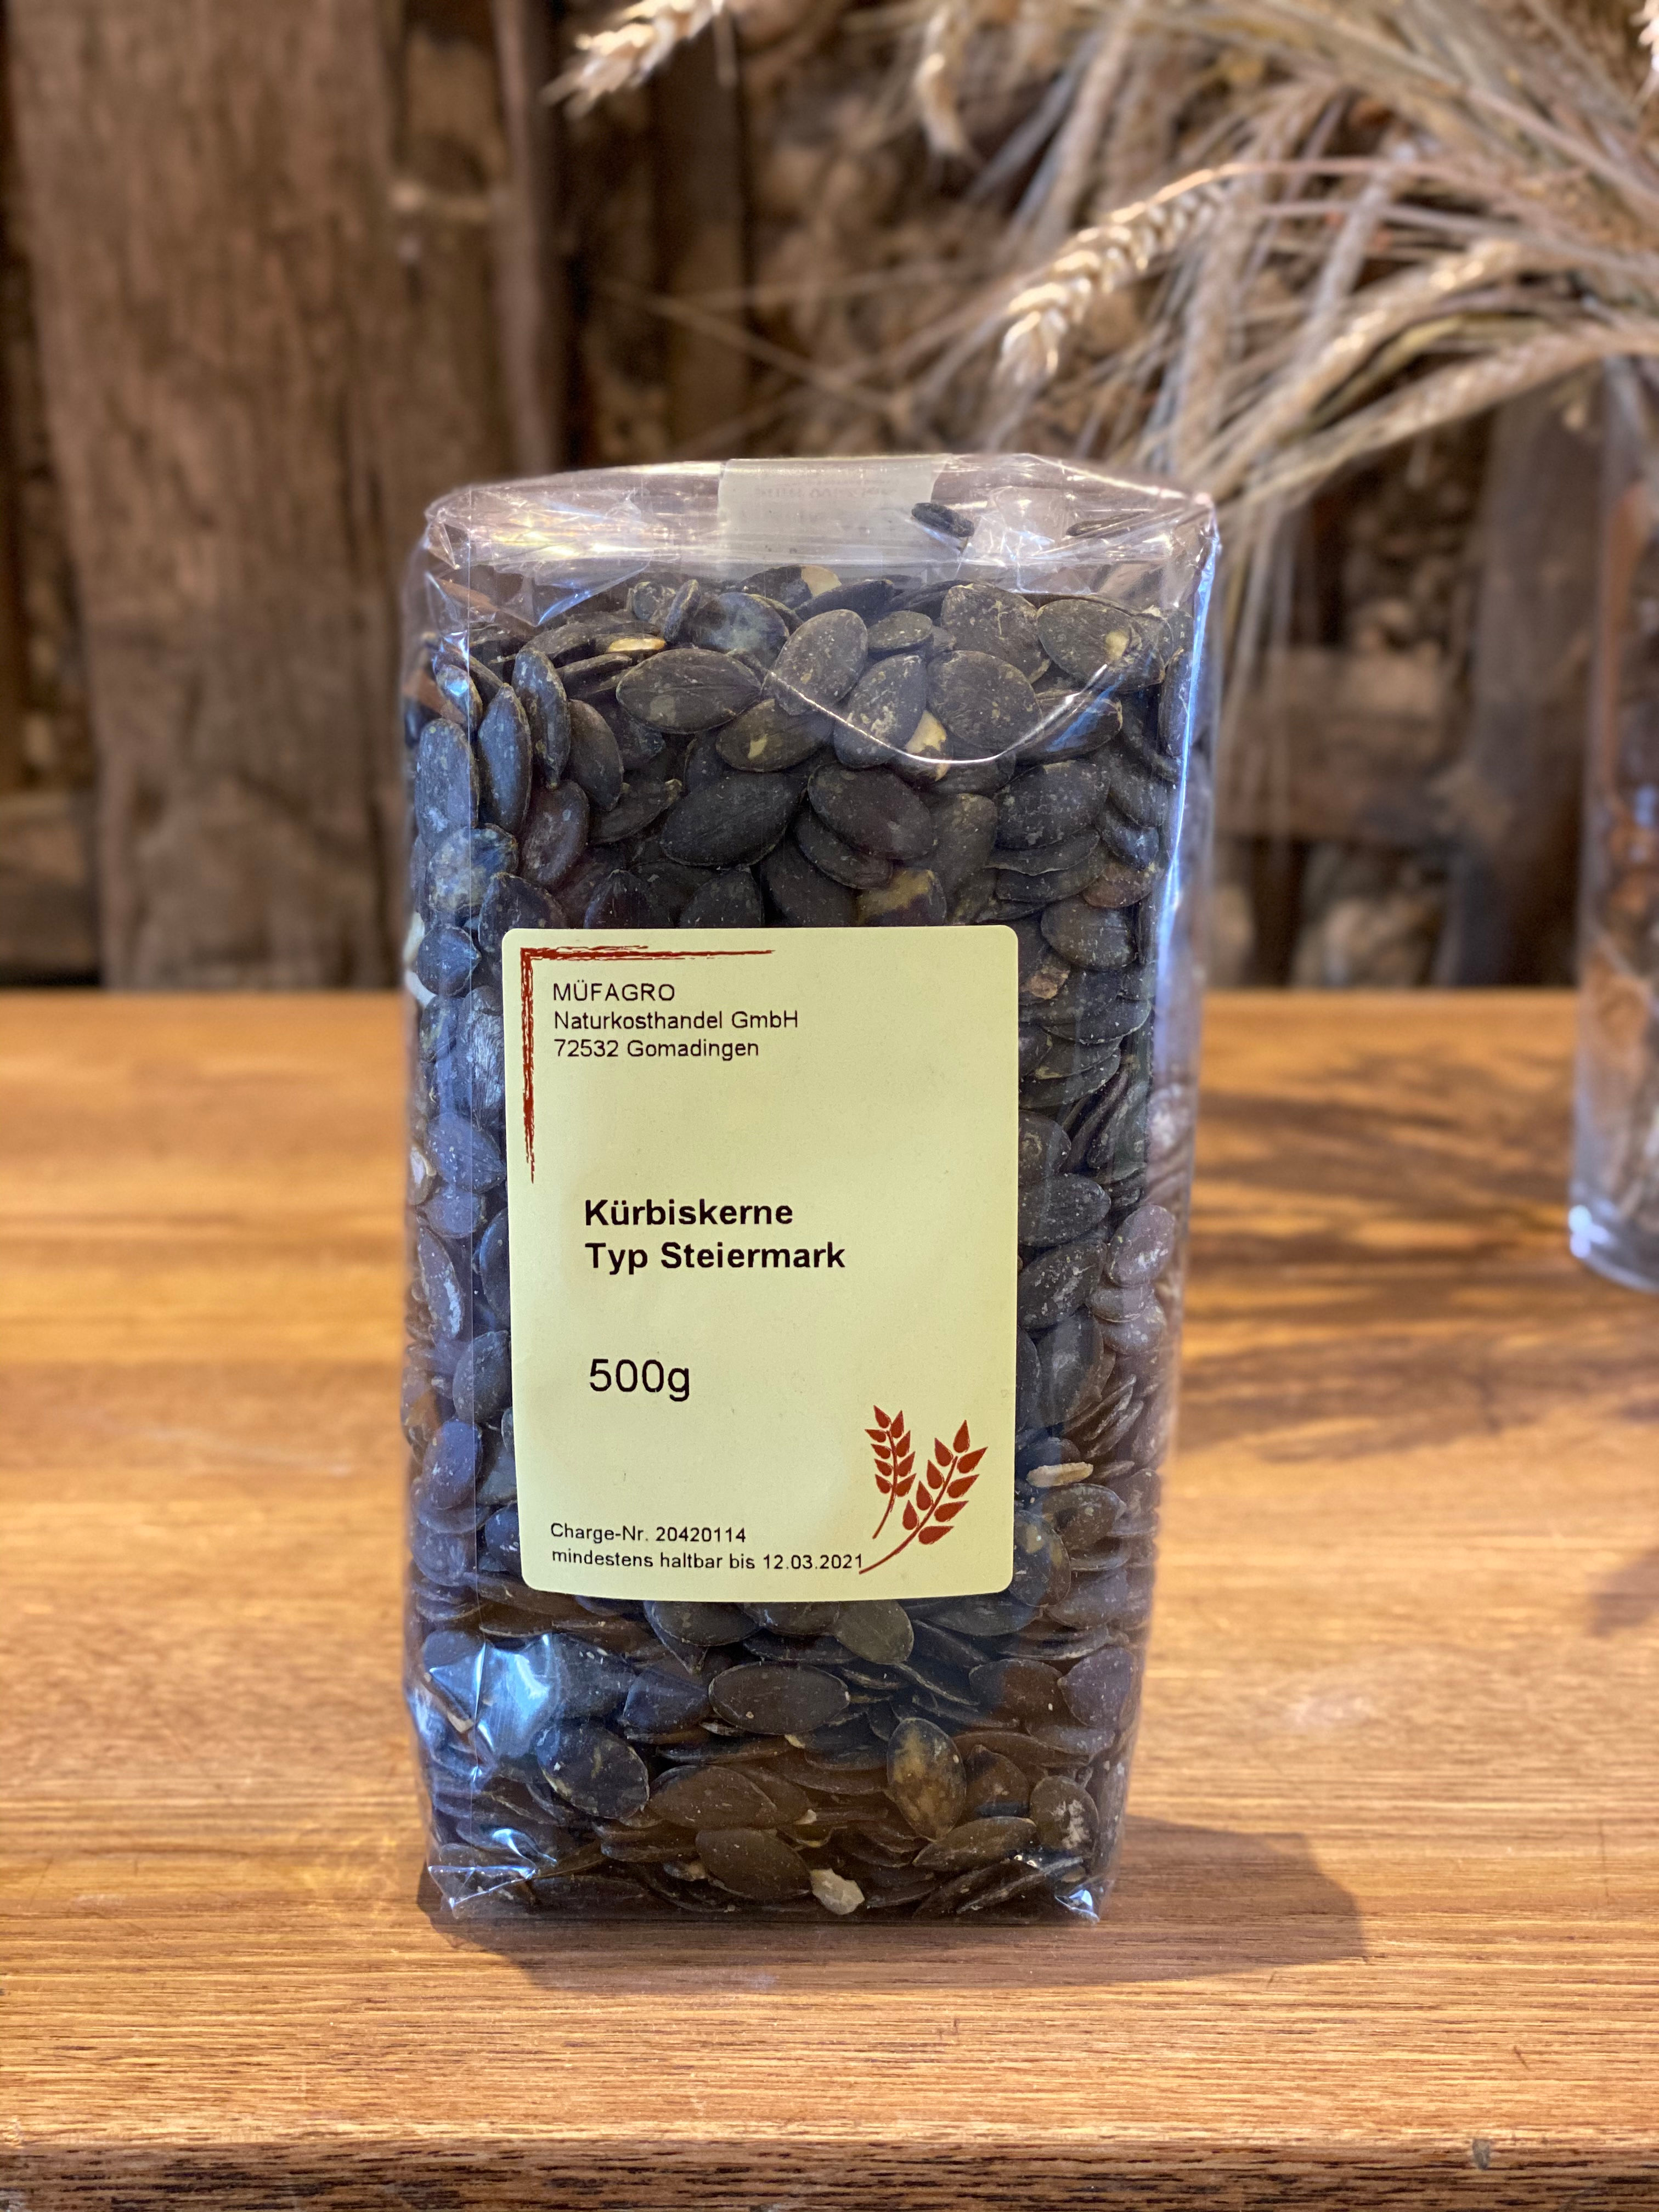 MÜFAGRO
Naturkosthandel GmbH
72532 Gomadingen
Kürbiskerne
Typ Steiermark
500g
Charge-Nr. 20420114
mindestens haltbar bis 12.03.2021